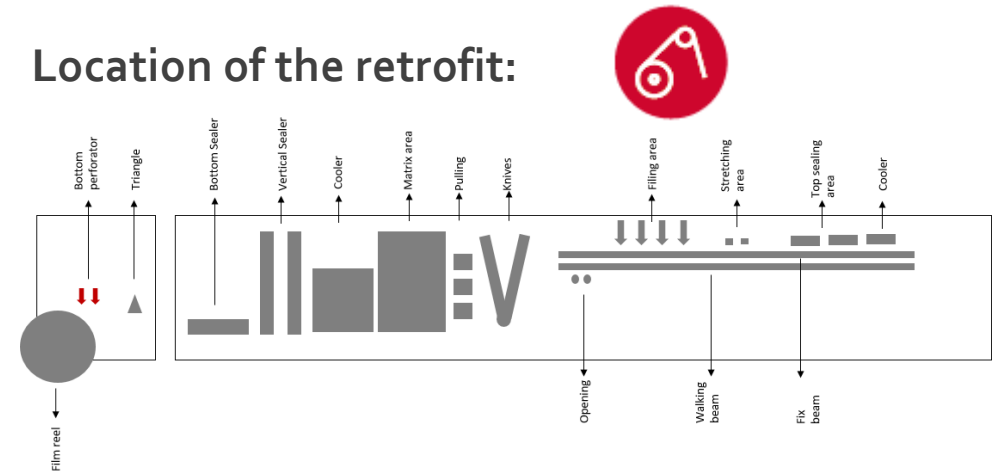 Location of the retrofit:
Bottom
perforator
Triangle
Bottom Sealer
Vertical Sealer
Cooler
Matrix area
Pulling
Knives
Filing area
Stretching
area
Top sealing
area
Cooler
Film reel
Opening
Walking
beam
Fix
beam